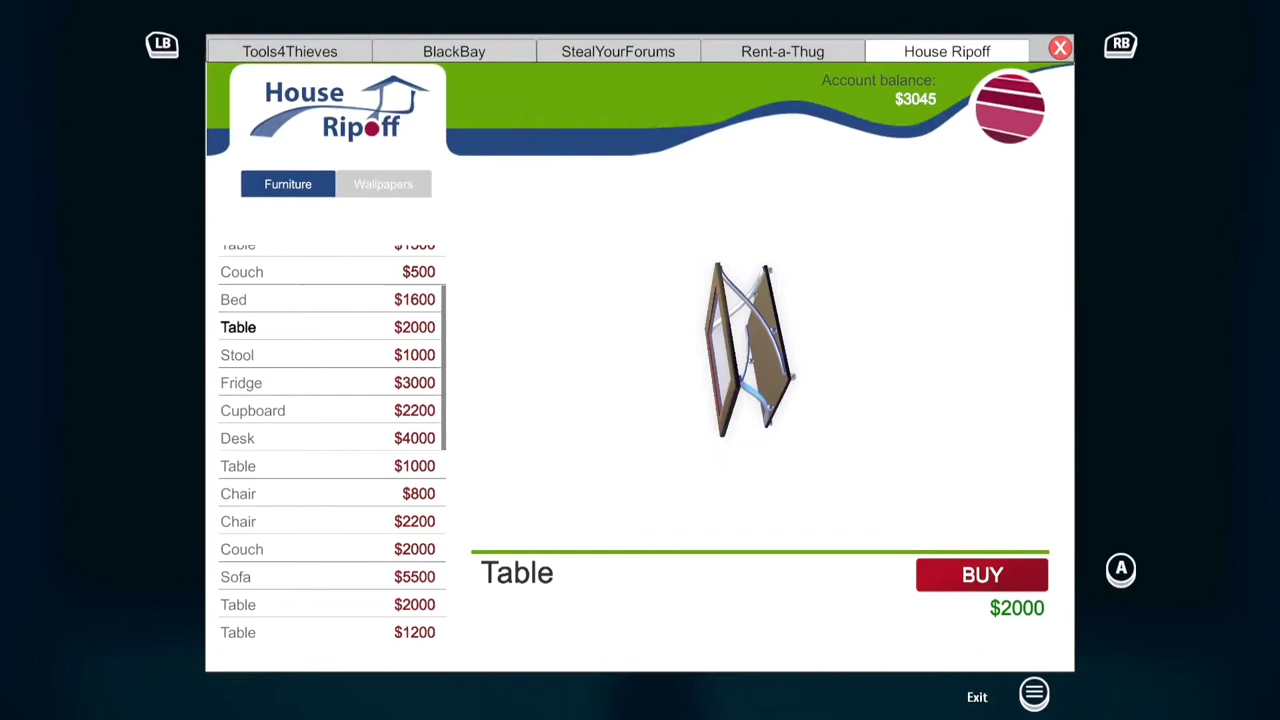 LB
RB
Tools4Thieves
BlackBay
StealYourForums
Rent-a-Thug
House Ripoff
X
House
Ripoff
Account balance:
$3045
Furniture
Wallpapers
Table $1500
Couch $500
Bed $1600
Table $2000
Stool $1000
Fridge $3000
Cupboard $2200
Desk $4000
Table $1000
Chair $800
Chair $2200
Couch $2000
Sofa $5500
Table $2000
Table $1200
Table
BUY
$2000
A
Exit